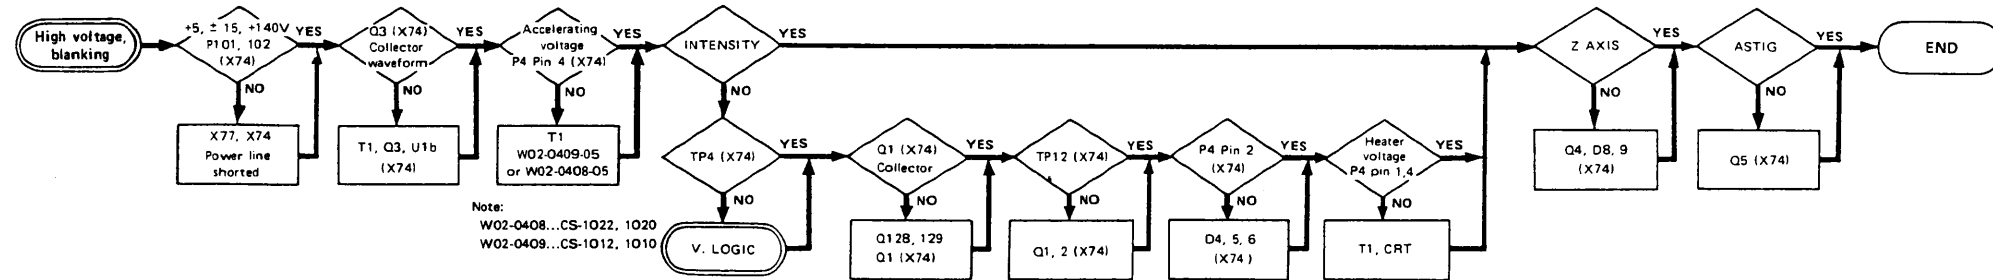 High voltage,
blanking
+5, ± 15, +140V
P101, 102
(X74)
YES
NO
X77, X74
Power line
shorted
Q3 (X74)
Collector
waveform
YES
NO
T1, Q3, U1b
(X74)
Accelerating
voltage
P4 Pin 4 (X74)
YES
NO
T1
W02-0409-05
or W02-0408-05
Note:
W02-0408...CS-1022, 1020
W02-0409...CS-1012, 1010
INTENSITY
YES
NO
TP4 (X74)
YES
NO
V. LOGIC
Q1 (X74)
Collector
YES
NO
Q128, 129
Q1 (X74)
TP12 (X74)
YES
NO
Q1, 2 (X74)
P4 Pin 2
(X74)
YES
NO
D4, 5, 6
(X74)
Heater
voltage
P4 pin 1,4
YES
NO
T1, CRT
Z AXIS
YES
NO
Q4, D8, 9
(X74)
ASTIG
YES
NO
Q5 (X74)
END